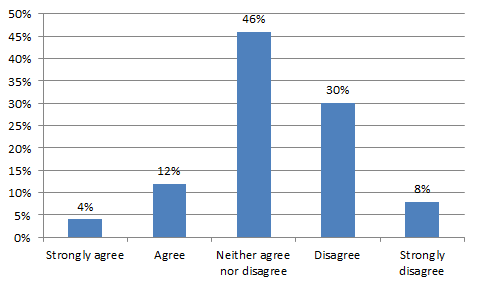 50%
45%
40%
35%
30%
25%
20%
15%
10%
5%
0%
4%
12%
46%
30%
8%
Strongly agree
Agree
Neither agree
nor disagree
Disagree
Strongly
disagree